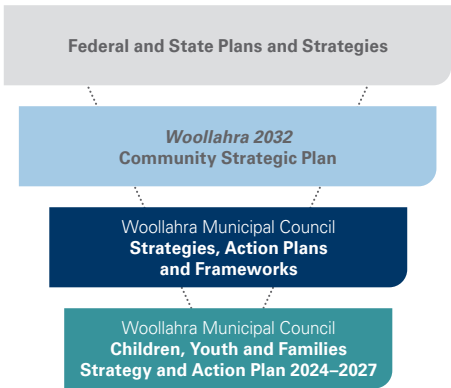 Federal and State Plans and Strategies
Woollahra 2032
Community Strategic Plan
Woollahra Municipal Council
Strategies, Action Plans
and Frameworks
Woollahra Municipal Council
Children, Youth and Families
Strategy and Action Plan 2024–2027